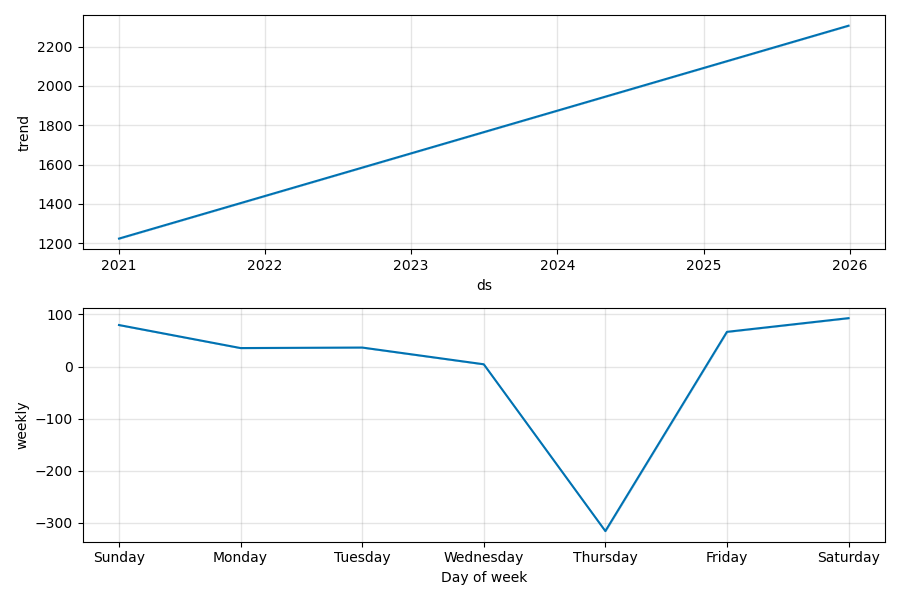 trend
2200
2000
1800
1600
1400
1200
2021 2022 2023 2024 2025 2026
ds
weekly
100
0
−100
−200
−300
Sunday Monday Tuesday Wednesday Thursday Friday Saturday
Day of week